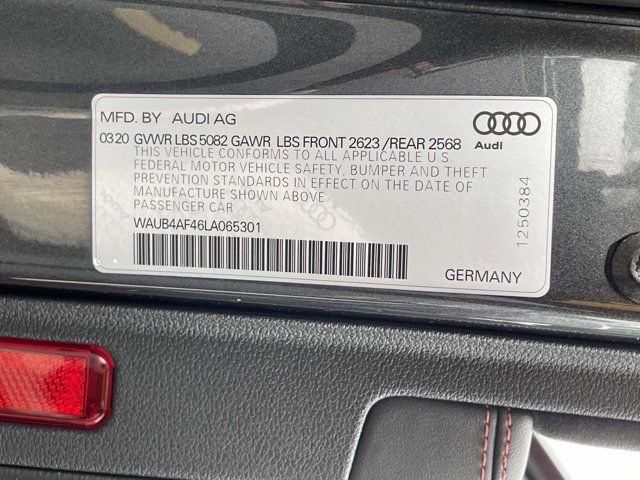 MFD. BY AUDI AG
Audi
03 20 GVWR LBS 5082 GAWR LBS FRONT 2623 /REAR 2568
THIS VEHICLE CONFORMS TO ALL APPLICABLE U S
FEDERAL MOTOR VEHICLE SAFETY, BUMPER AND THEFT
PREVENTION STANDARDS IN EFFECT ON THE DATE OF
MANUFACTURE SHOWN ABOVE
PASSENGER CAR
WAUB4AF46LA065301
1250384
GERMANY